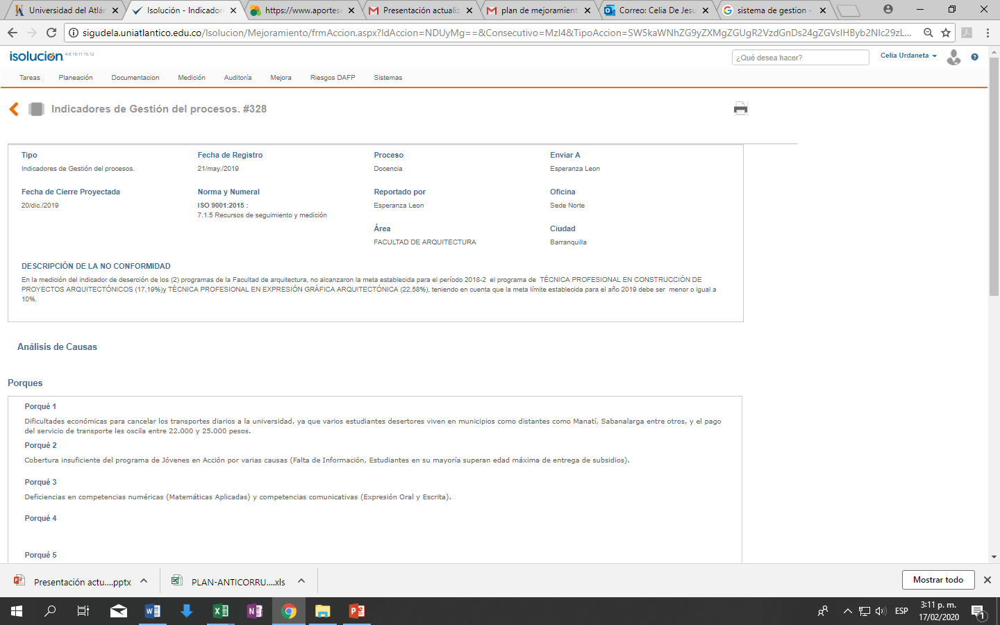 Universidad del Atlán
Isolución - Indicadore
https://www.aportese
Presentación actualiz
plan de mejoramient
Correo: Celia De Jesu
sistema de gestion -
sigudela.uniatlantico.edu.co/Isolucion/Mejoramiento/frmAccion.aspx?IdAccion=NDUyMg==&Consecutivo=MzI4&TipoAccion=SW5kaWNhZG9yZXMgZGUgR2VzdGnDs24gZGVsIHByb2Nlc29zL...
isolución 4.8.16.11.15.12
¿Qué desea hacer?
Celia Urdaneta
Tareas Planeación Documentacion Medición Auditoría Mejora Riesgos DAFP Sistemas
Indicadores de Gestión del procesos. #328
Tipo Fecha de Registro Proceso Enviar A
Indicadores de Gestión del procesos. 21/may./2019 Docencia Esperanza Leon
Fecha de Cierre Proyectada Norma y Numeral Reportado por Oficina
20/dic./2019 ISO 9001:2015 : Esperanza Leon Sede Norte
7.1.5 Recursos de seguimiento y medición
Área Ciudad
FACULTAD DE ARQUITECTURA Barranquilla
DESCRIPCIÓN DE LA NO CONFORMIDAD
En la medición del indicador de deserción de los (2) programas de la Facultad de arquitectura, no alcanzaron la meta establecida para el período 2018-2 el programa de TÉCNICA PROFESIONAL EN CONSTRUCCIÓN DE
PROYECTOS ARQUITECTÓNICOS (17,19%)y TÉCNICA PROFESIONAL EN EXPRESIÓN GRÁFICA ARQUITECTÓNICA (22,58%), teniendo en cuenta que la meta límite establecida para el año 2019 debe ser menor o igual a
10%.
Análisis de Causas
Porques
Porqué 1
Dificultades económicas para cancelar los transportes diarios a la universidad, ya que varios estudiantes desertores viven en municipios como distantes como Manatí, Sabanalarga entre otros, y el pago
del servicio de transporte les oscila entre 22.000 y 25.000 pesos.
Porqué 2
Cobertura insuficiente del programa de Jóvenes en Acción por varias causas (Falta de Información, Estudiantes en su mayoría superan edad máxima de entrega de subsidios).
Porqué 3
Deficiencias en competencias numéricas (Matemáticas Aplicadas) y competencias comunicativas (Expresión Oral y Escrita).
Porqué 4
Porqué 5
Presentación actu....pptx
PLAN-ANTICORRU....xls
Mostrar todo
ESP
3:11 p. m.
17/02/2020
1